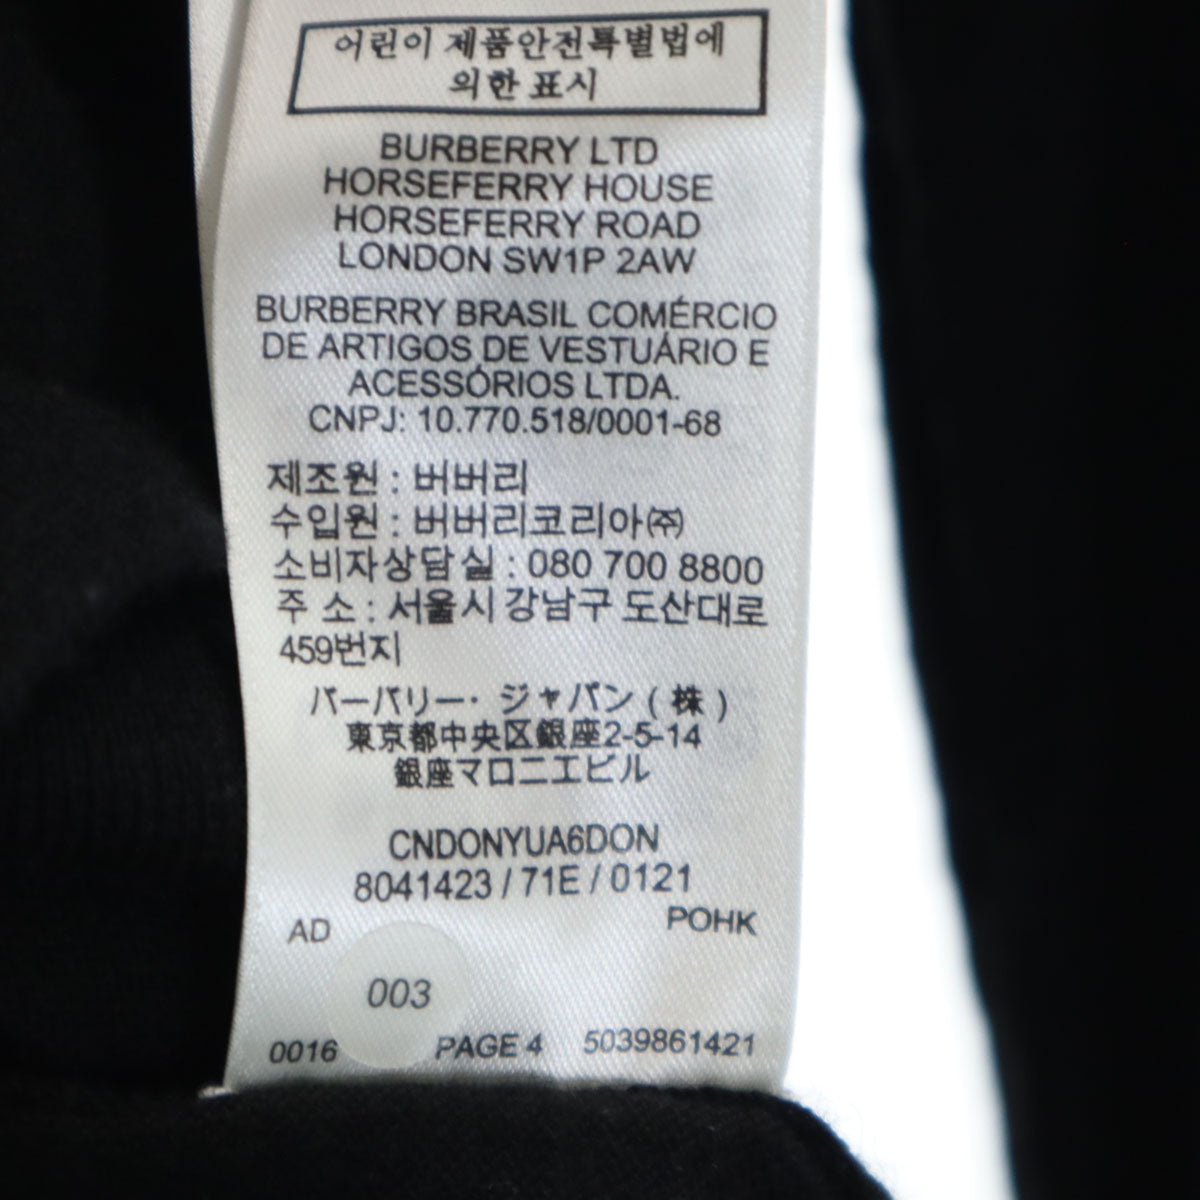 어린이 제품안전특별법에
의한 표시
BURBERRY LTD
HORSEFERRY HOUSE
HORSEFERRY ROAD
LONDON SW1P 2AW
BURBERRY BRASIL COMÉRCIO
DE ARTIGOS DE VESTUÁRIO E
ACESSÓRIOS LTDA.
CNPJ: 10.770.518/0001-68
제조원 : 버버리
수입원 : 버버리코리아㈜
소비자상담실 : 080 700 8800
주 소 : 서울시 강남구 도산대로
459번지
バーバリー・ジャパン ( 株 )
東京都中央区銀座2-5-14
銀座マロニエビル
CNDONYUA6DON
8041423 / 71E / 0121
AD POHK
003
0016 PAGE 4 5039861421